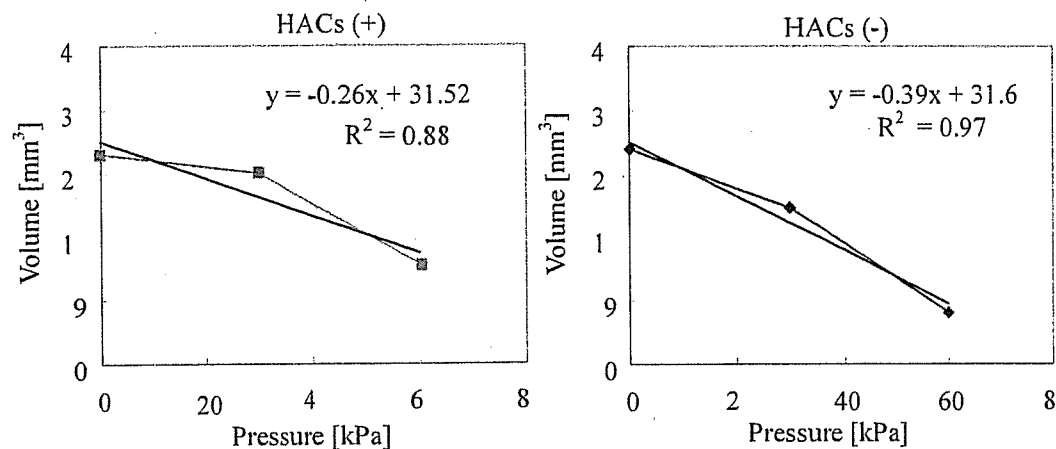 HACs (+)
4
3
2
1
9
0
Volume [mm³]
y = -0.26x + 31.52
R² = 0.88
0 20 4 6 8
Pressure [kPa]
HACs (-)
4
3
2
1
9
0
Volume [mm³]
y = -0.39x + 31.6
R² = 0.97
0 2 40 60 8
Pressure [kPa]